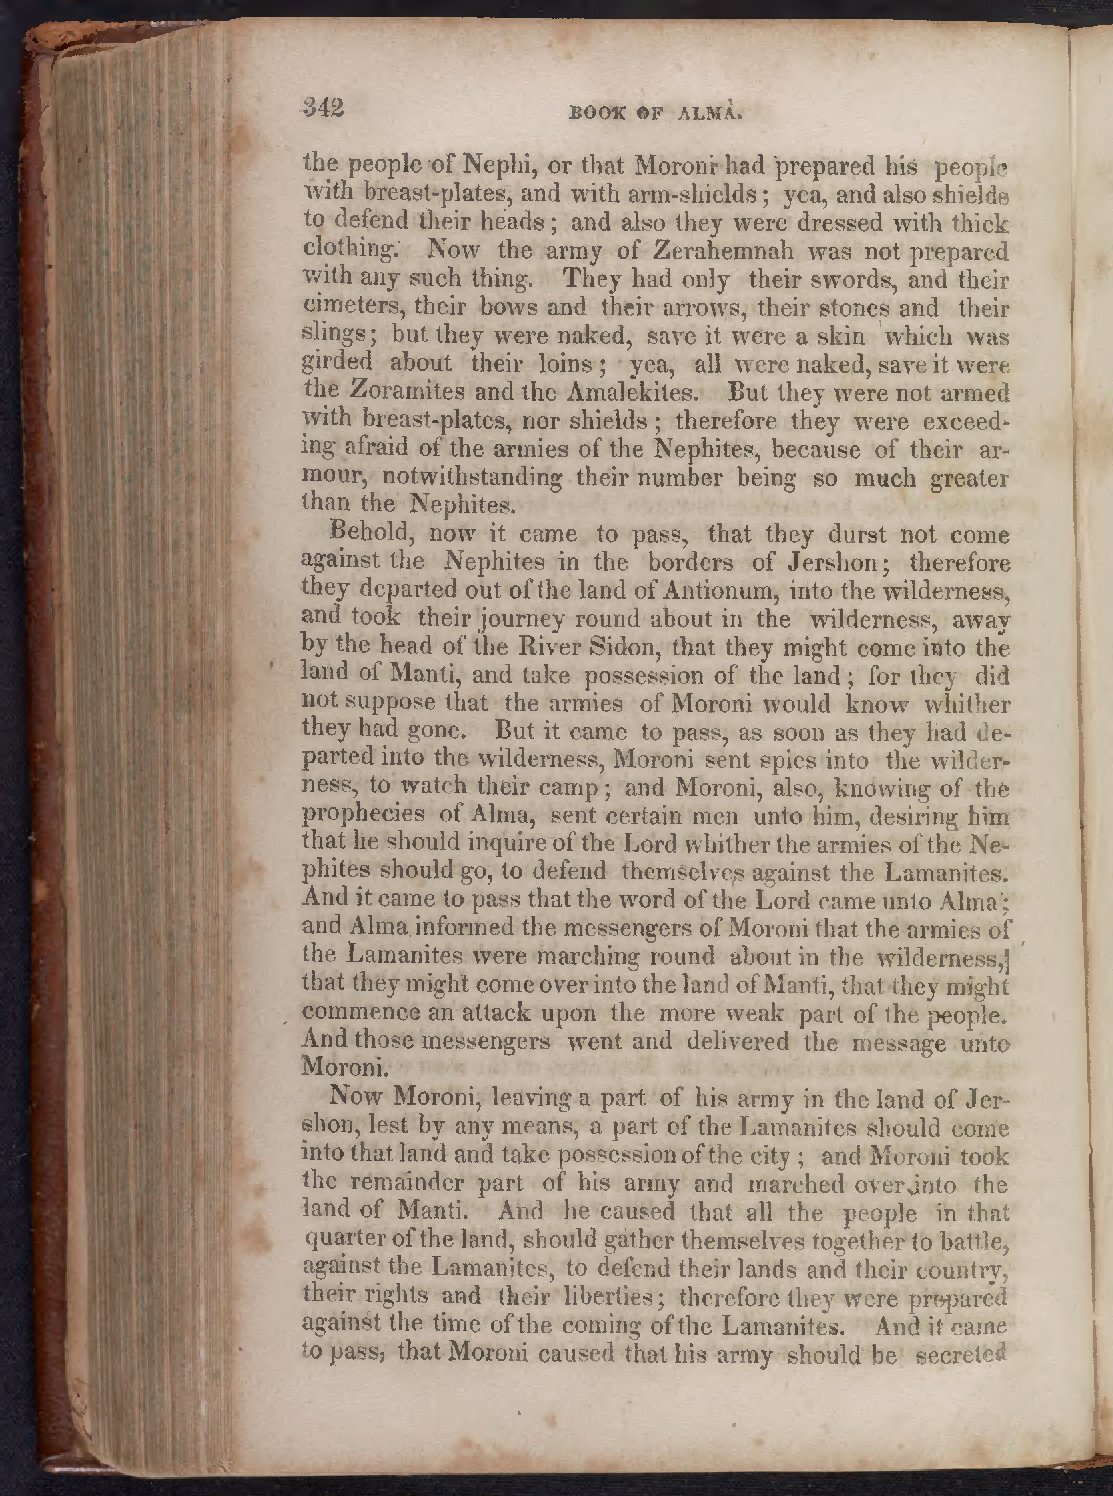 342 BOOK OF ALMA.
the people of Nephi, or that Moroni had prepared his people
with breast-plates, and with arm-shields; yea, and also shields
to defend their heads; and also they were dressed with thick
clothing. Now the army of Zerahemnah was not prepared
with any such thing. They had only their swords, and their
cimeters, their bows and their arrows, their stones and their
slings; but they were naked, save it were a skin which was
girded about their loins; yea, all were naked, save it were
the Zoramites and the Amalekites. But they were not armed
with breast-plates, nor shields; therefore they were exceed-
ing afraid of the armies of the Nephites, because of their ar-
mour, notwithstanding their number being so much greater
than the Nephites.
Behold, now it came to pass, that they durst not come
against the Nephites in the borders of Jershon; therefore
they departed out of the land of Antionum, into the wilderness,
and took their journey round about in the wilderness, away
by the head of the River Sidon, that they might come into the
land of Manti, and take possession of the land; for they did
not suppose that the armies of Moroni would know whither
they had gone. But it came to pass, as soon as they had de-
parted into the wilderness, Moroni sent spies into the wilder-
ness, to watch their camp; and Moroni, also, knowing of the
prophecies of Alma, sent certain men unto him, desiring him
that he should inquire of the Lord whither the armies of the Ne-
phites should go, to defend themselves against the Lamanites.
And it came to pass that the word of the Lord came unto Alma;
and Alma informed the messengers of Moroni that the armies of
the Lamanites were marching round about in the wilderness,
that they might come over into the land of Manti, that they might
commence an attack upon the more weak part of the people.
And those messengers went and delivered the message unto
Moroni.
Now Moroni, leaving a part of his army in the land of Jer-
shon, lest by any means, a part of the Lamanites should come
into that land and take possession of the city; and Moroni took
the remainder part of his army and marched over into the
land of Manti. And he caused that all the people in that
quarter of the land, should gather themselves together to battle,
against the Lamanites, to defend their lands and their country,
their rights and their liberties; therefore they were prepared
against the time of the coming of the Lamanites. And it came
to pass, that Moroni caused that his army should be secreted